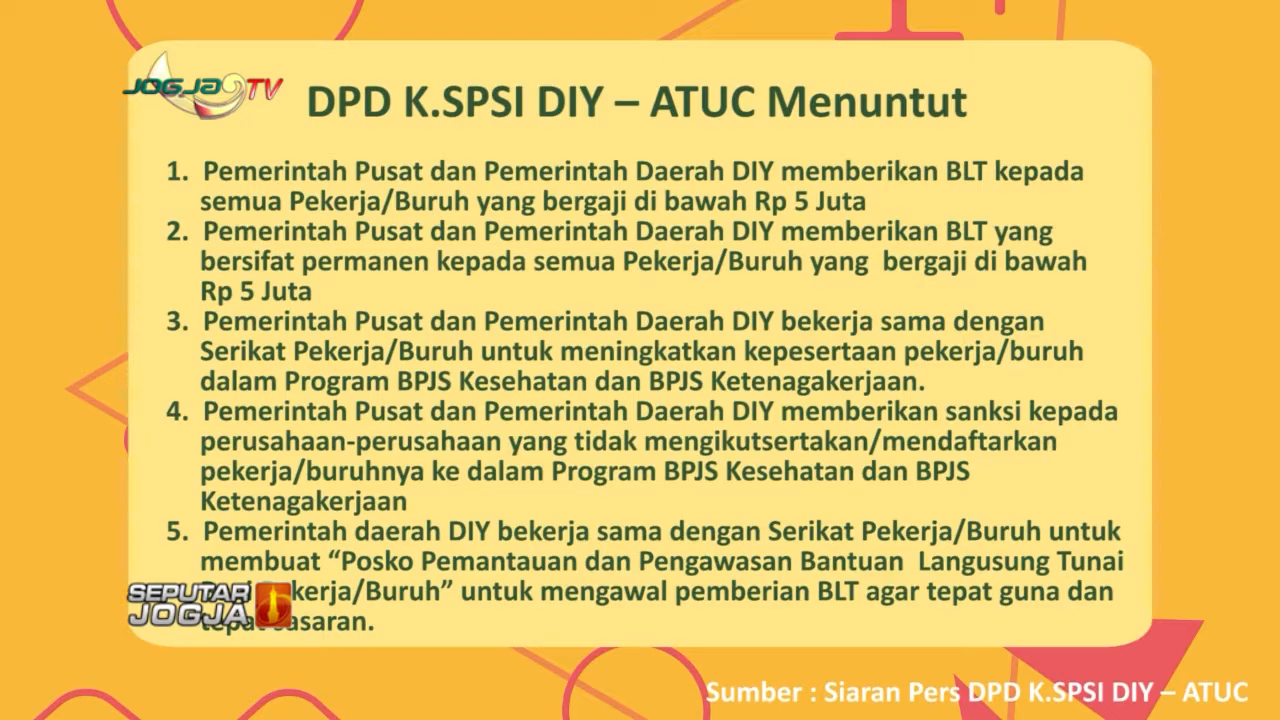 JOGJA TV
DPD K.SPSI DIY – ATUC Menuntut
1. Pemerintah Pusat dan Pemerintah Daerah DIY memberikan BLT kepada
semua Pekerja/Buruh yang bergaji di bawah Rp 5 Juta
2. Pemerintah Pusat dan Pemerintah Daerah DIY memberikan BLT yang
bersifat permanen kepada semua Pekerja/Buruh yang bergaji di bawah
Rp 5 Juta
3. Pemerintah Pusat dan Pemerintah Daerah DIY bekerja sama dengan
Serikat Pekerja/Buruh untuk meningkatkan kepesertaan pekerja/buruh
dalam Program BPJS Kesehatan dan BPJS Ketenagakerjaan.
4. Pemerintah Pusat dan Pemerintah Daerah DIY memberikan sanksi kepada
perusahaan-perusahaan yang tidak mengikutsertakan/mendaftarkan
pekerja/buruhnya ke dalam Program BPJS Kesehatan dan BPJS
Ketenagakerjaan
5. Pemerintah daerah DIY bekerja sama dengan Serikat Pekerja/Buruh untuk
membuat “Posko Pemantauan dan Pengawasan Bantuan Langusung Tunai
kerja/Buruh” untuk mengawal pemberian BLT agar tepat guna dan
tepat sasaran.
SEPUTAR
JOGJA
Sumber : Siaran Pers DPD K.SPSI DIY – ATUC